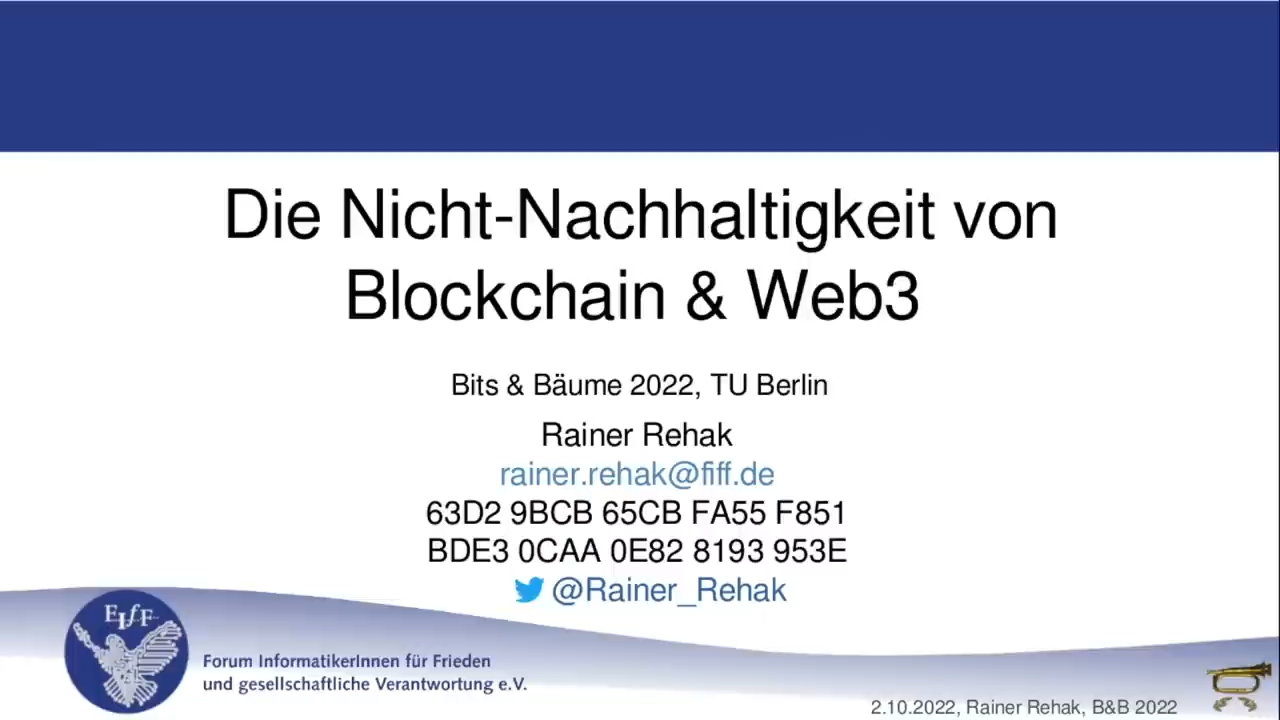 Die Nicht-Nachhaltigkeit von
Blockchain & Web3
Bits & Bäume 2022, TU Berlin
Rainer Rehak
rainer.rehak@fiff.de
63D2 9BCB 65CB FA55 F851
BDE3 0CAA 0E82 8193 953E
@Rainer_Rehak
FIfF
Forum InformatikerInnen für Frieden
und gesellschaftliche Verantwortung e.V.
2.10.2022, Rainer Rehak, B&B 2022